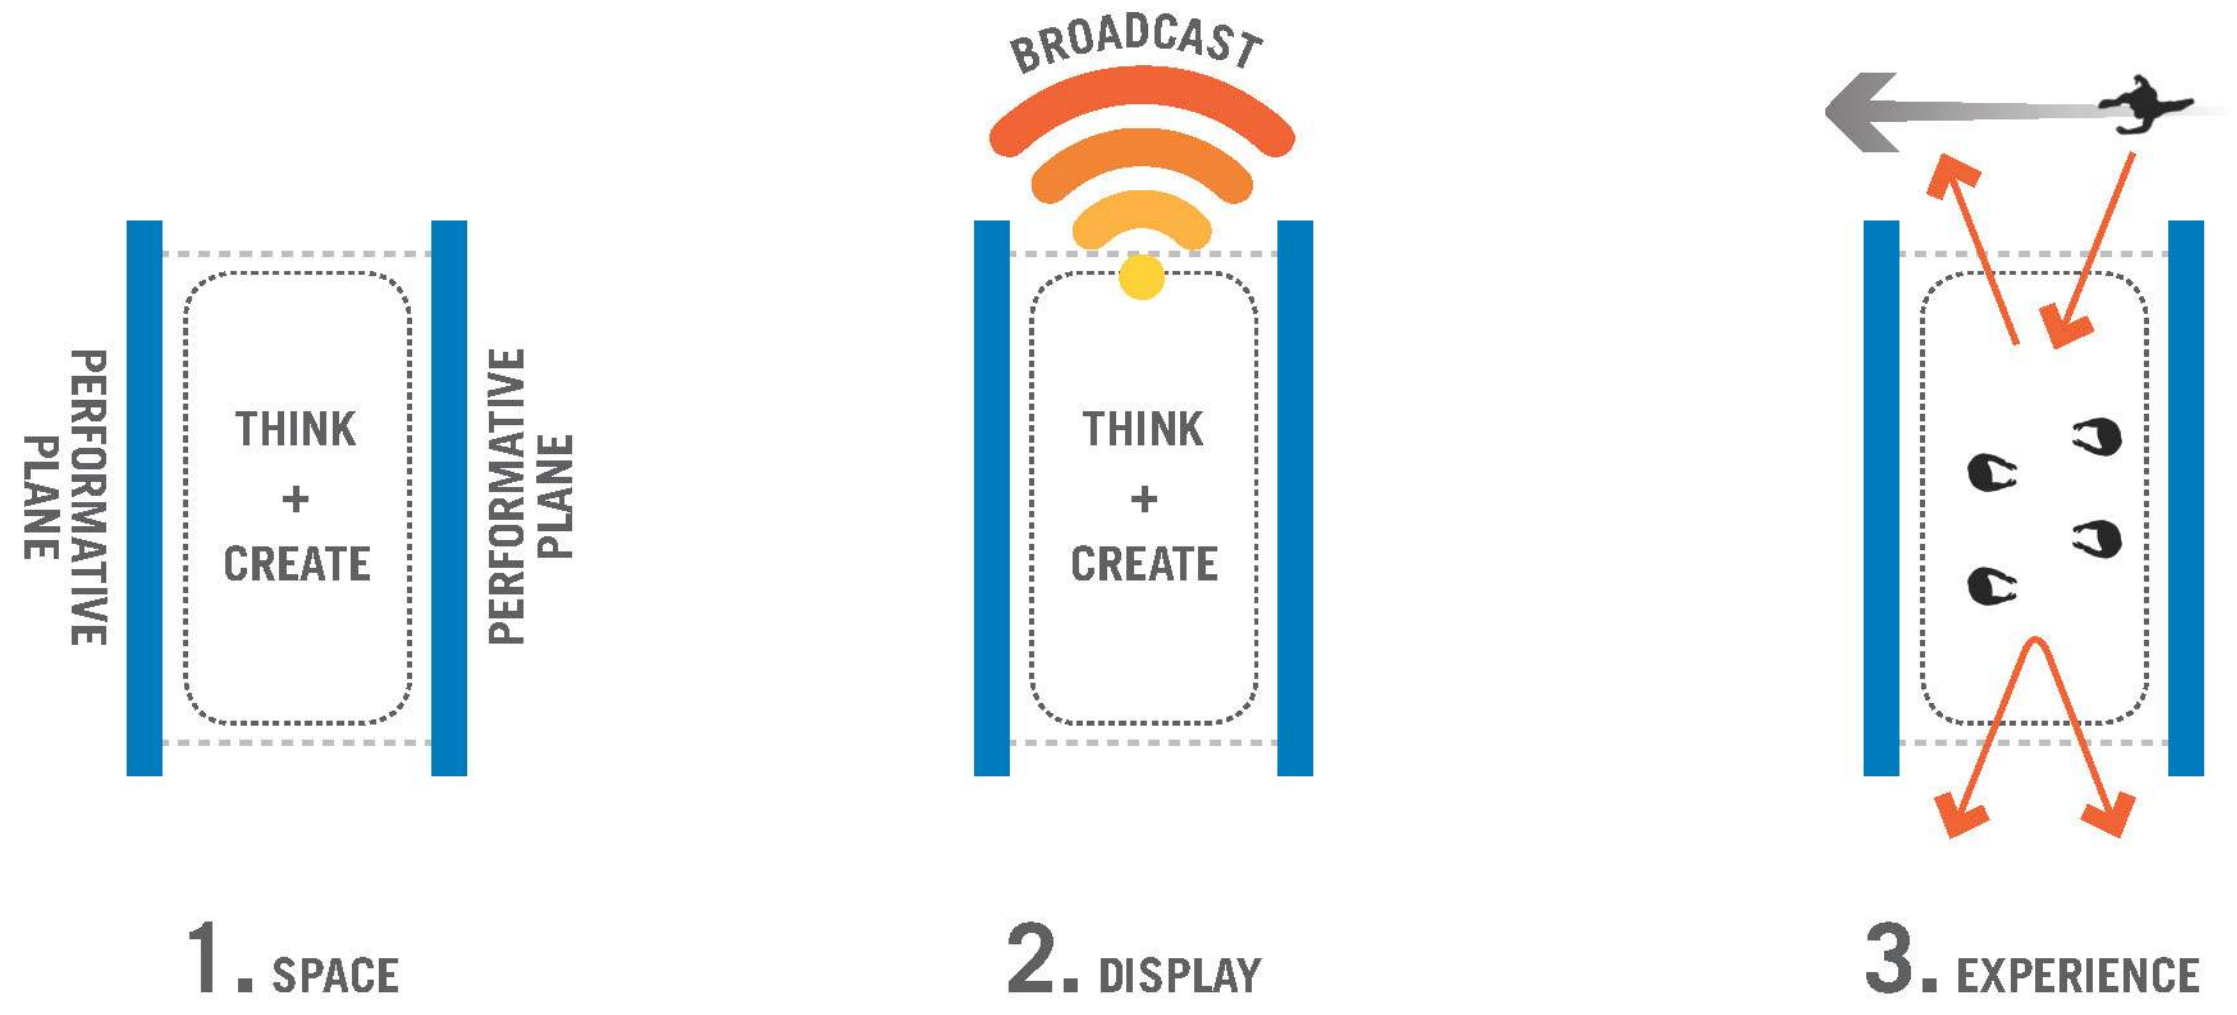 PERFORMATIVE
PLANE
THINK
+
CREATE
PERFORMATIVE
PLANE
1. SPACE
BROADCAST
THINK
+
CREATE
2. DISPLAY
3. EXPERIENCE